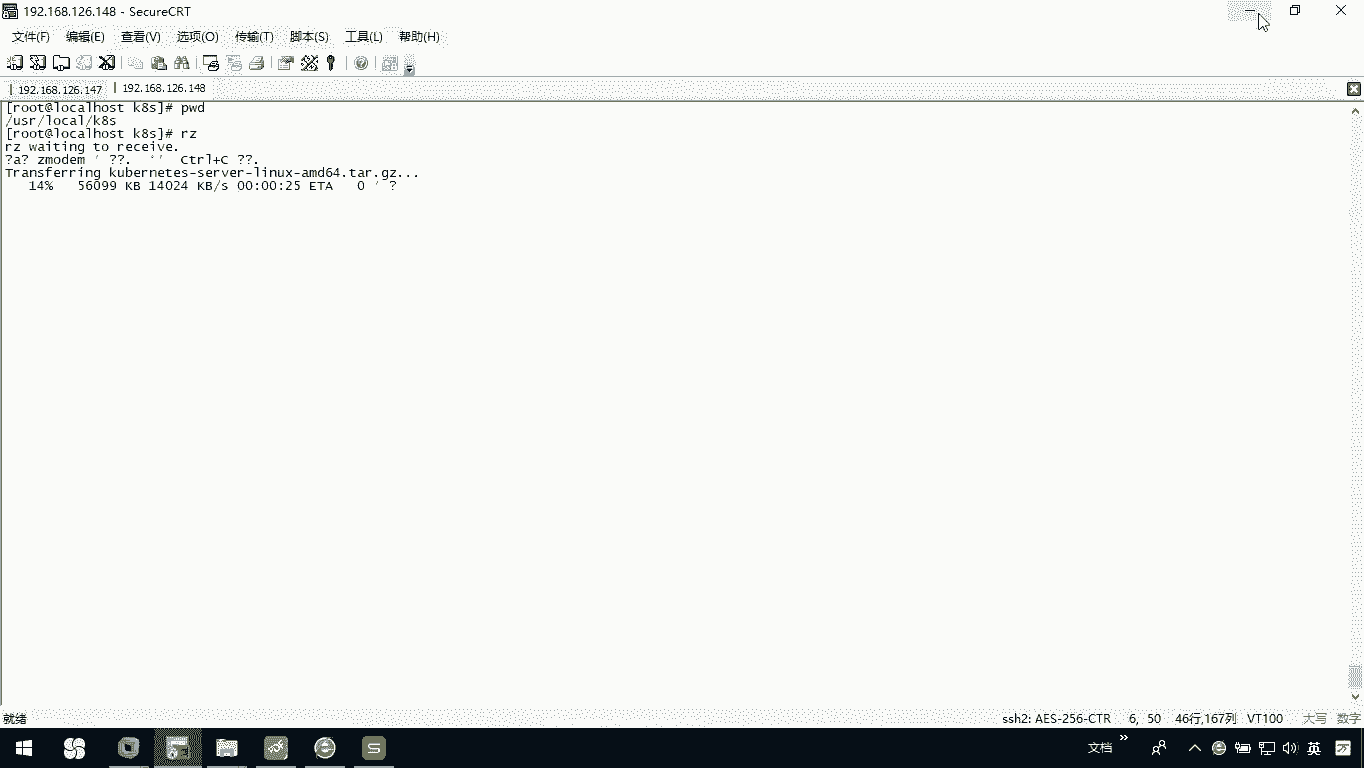 192.168.126.148 - SecureCRT
文件(F) 编辑(E) 查看(V) 选项(O) 传输(T) 脚本(S) 工具(L) 帮助(H)
192.168.126.147 192.168.126.148
[root@localhost k8s]# pwd
/usr/local/k8s
[root@localhost k8s]# rz
rz waiting to receive.
?a? zmodem ' ??. °' Ctrl+C ??.
Transferring kubernetes-server-linux-amd64.tar.gz...
14% 56099 KB 14024 KB/s 00:00:25 ETA 0 ' ?
就绪 ssh2: AES-256-CTR 6, 50 46行,167列 VT100 大写 数字
文档 英